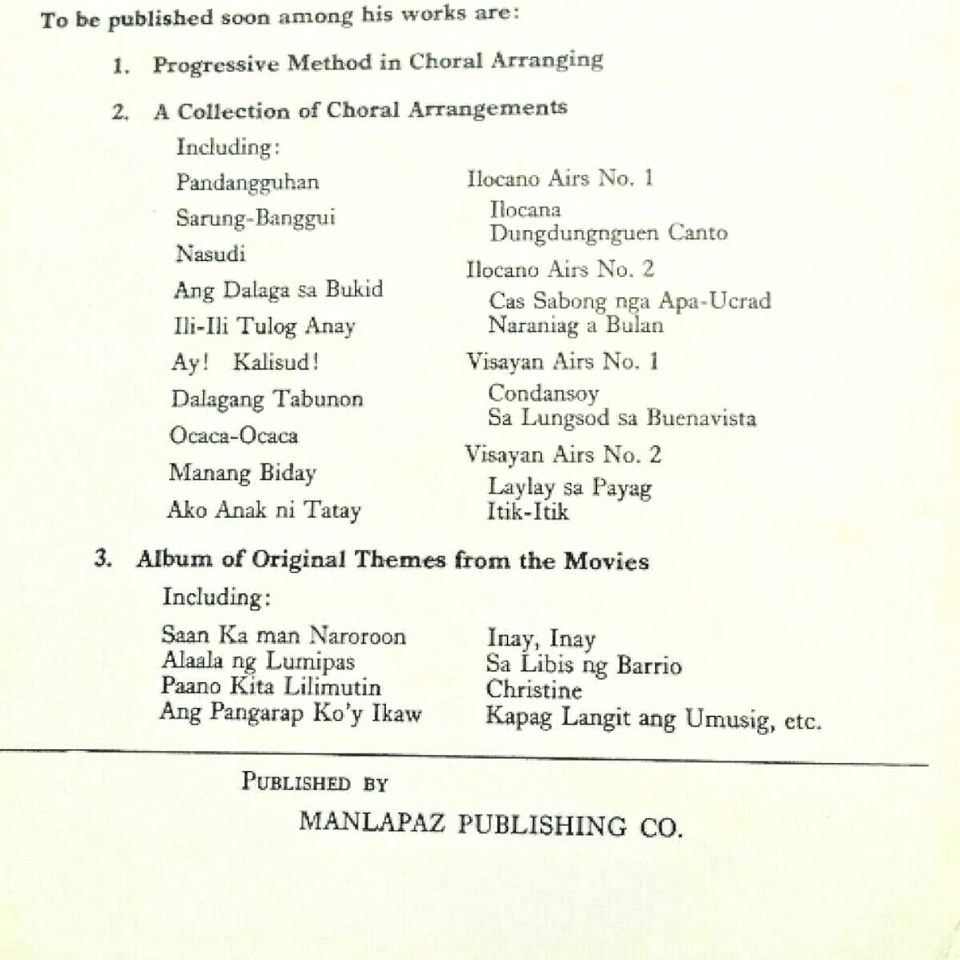 To be published soon among his works are:
1. Progressive Method in Choral Arranging
2. A Collection of Choral Arrangements
Including:
Pandangguhan
Sarung-Banggui
Nasudi
Ang Dalaga sa Bukid
Ili-Ili Tulog Anay
Ay! Kalisud!
Dalagang Tabunon
Ocaca-Ocaca
Manang Biday
Ako Anak ni Tatay
Ilocano Airs No. 1
Ilocana
Dungdungnguen Canto
Ilocano Airs No. 2
Cas Sabong nga Apa-Ucrad
Naraniag a Bulan
Visayan Airs No. 1
Condansoy
Sa Lungsod sa Buenavista
Visayan Airs No. 2
Laylay sa Payag
Itik-Itik
3. Album of Original Themes from the Movies
Including:
Saan Ka man Naroroon
Alaala ng Lumipas
Paano Kita Lilimutin
Ang Pangarap Ko'y Ikaw
Inay, Inay
Sa Libis ng Barrio
Christine
Kapag Langit ang Umusig, etc.
PUBLISHED BY
MANLAPAZ PUBLISHING CO.